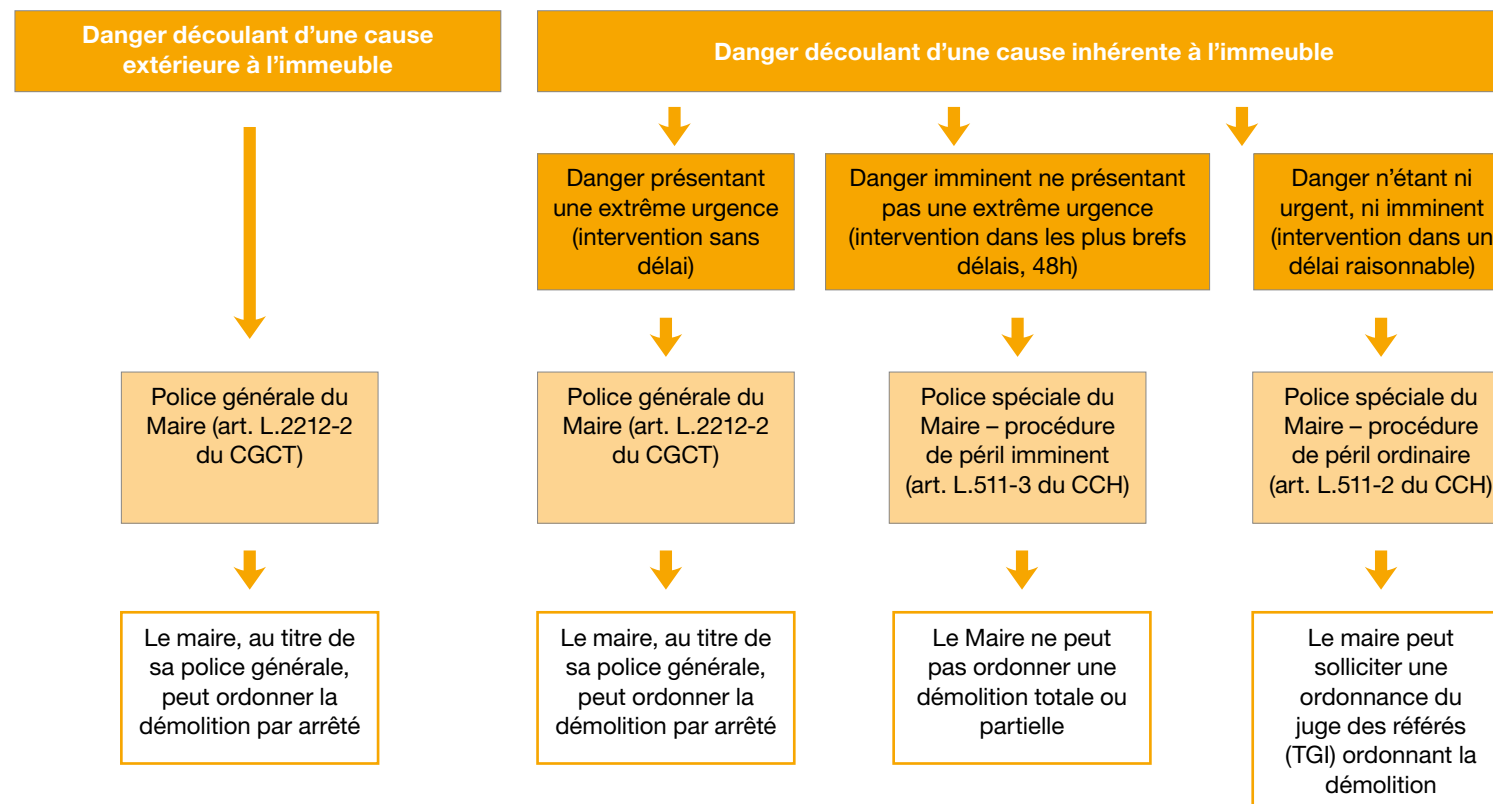 Danger découlant d’une cause
extérieure à l’immeuble
Danger découlant d’une cause inhérente à l’immeuble
Danger présentant
une extrême urgence
(intervention sans
délai)
Danger imminent ne présentant
pas une extrême urgence
(intervention dans les plus brefs
délais, 48h)
Danger n’étant ni
urgent, ni imminent
(intervention dans un
délai raisonnable)
Police générale du
Maire (art. L.2212-2
du CGCT)
Police générale du
Maire (art. L.2212-2
du CGCT)
Police spéciale du
Maire – procédure
de péril imminent
(art. L.511-3 du CCH)
Police spéciale du
Maire – procédure
de péril ordinaire
(art. L.511-2 du CCH)
Le maire, au titre de
sa police générale,
peut ordonner la
démolition par arrêté
Le maire, au titre de
sa police générale,
peut ordonner la
démolition par arrêté
Le Maire ne peut
pas ordonner une
démolition totale ou
partielle
Le maire peut
solliciter une
ordonnance du
juge des référés
(TGI) ordonnant la
démolition